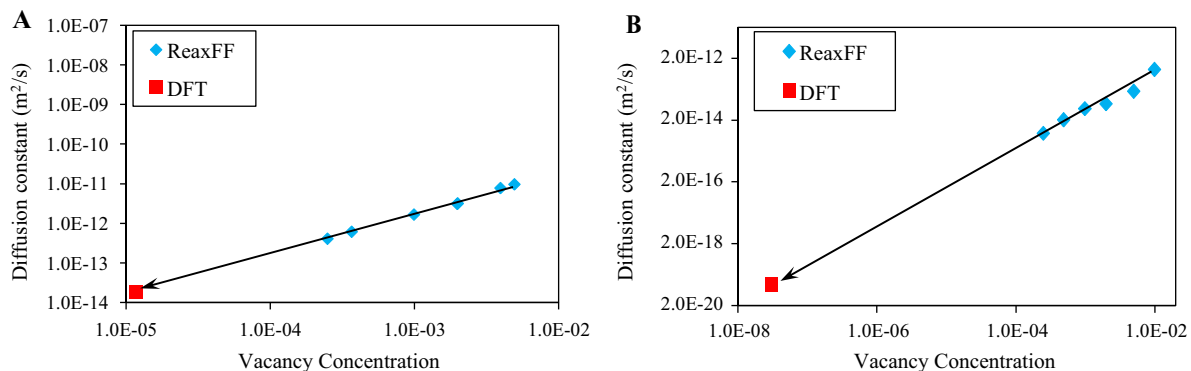 A
1.0E-07
1.0E-08
1.0E-09
1.0E-10
1.0E-11
1.0E-12
1.0E-13
1.0E-14
Diffusion constant (m²/s)
ReaxFF
DFT
1.0E-05
1.0E-04
1.0E-03
1.0E-02
Vacancy Concentration
B
2.0E-12
2.0E-14
2.0E-16
2.0E-18
2.0E-20
Diffusion constant (m²/s)
ReaxFF
DFT
1.0E-08
1.0E-06
1.0E-04
1.0E-02
Vacancy Concentration